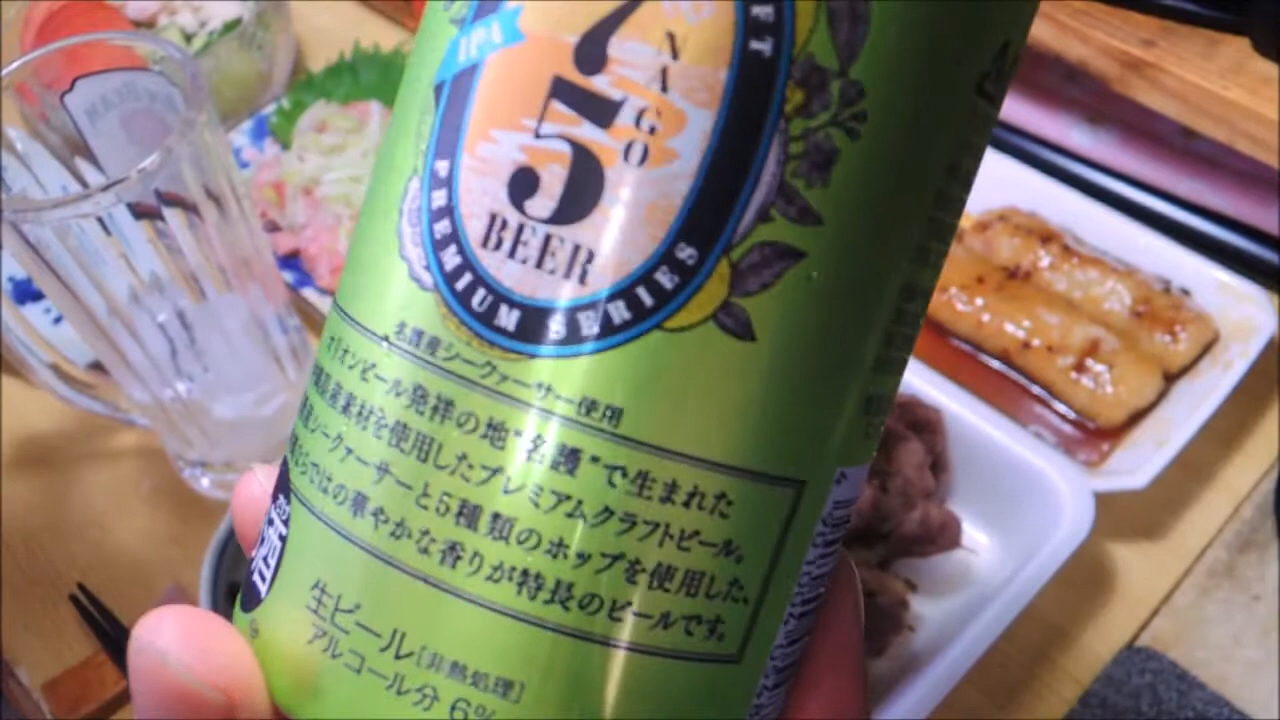 IPA
75
NAGO
BEER
PREMIUM SERIES
名護産シークヮーサー使用
オリオンビール発祥の地"名護"で生まれた
産素材を使用したプレミアムクラフトビール。
シークヮーサーと5種類のホップを使用した、
ならではの華やかな香りが特長のビールです。
生ビール[非熱処理]
アルコール分 6%
酒